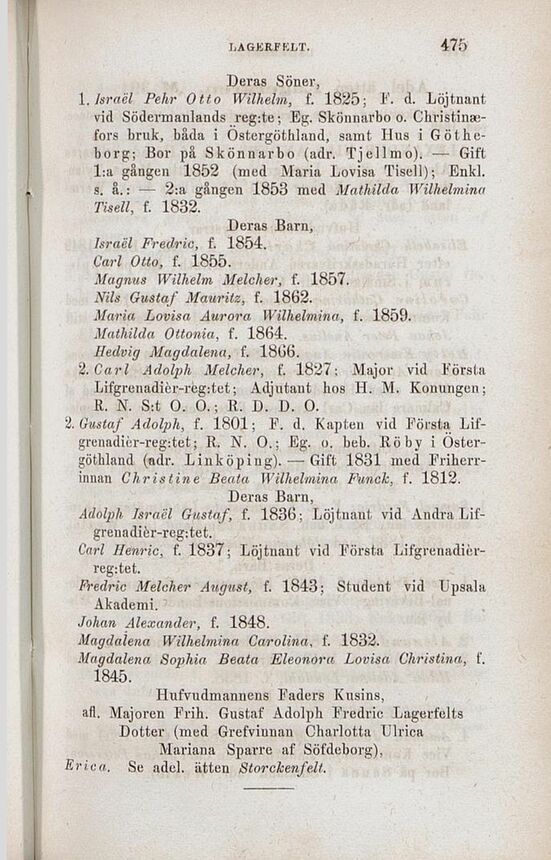 LAGERFELT. 475
Deras Söner,
1. Israël Pehr Otto Wilhelm, f. 1825; F. d. Löjtnant
vid Södermanlands reg:te; Eg. Skönnarbo o. Christinæ-
fors bruk, båda i Östergöthland, samt Hus i Göthe-
borg; Bor på Skönnarbo (adr. Tjellmo). — Gift
1:a gången 1852 (med Maria Lovisa Tisell); Enkl.
s. å.: — 2:a gången 1853 med Mathilda Wilhelmina
Tisell, f. 1832.
Deras Barn,
Israël Fredric, f. 1854.
Carl Otto, f. 1855.
Magnus Wilhelm Melcher, f. 1857.
Nils Gustaf Mauritz, f. 1862.
Maria Lovisa Aurora Wilhelmina, f. 1859.
Mathilda Ottonia, f. 1864.
Hedvig Magdalena, f. 1866.
2. Carl Adolph Melcher, f. 1827; Major vid Första
Lifgrenadièr-reg:tet; Adjutant hos H. M. Konungen;
R. N. S:t O. O.; R. D. D. O.
2. Gustaf Adolph, f. 1801; F. d. Kapten vid Första Lif-
grenadièr-reg:tet; R. N. O.; Eg. o. beb. Röby i Öster-
göthland (adr. Linköping). — Gift 1831 med Friherr-
innan Christine Beata Wilhelmina Funck, f. 1812.
Deras Barn,
Adolph Israël Gustaf, f. 1836; Löjtnant vid Andra Lif-
grenadièr-reg:tet.
Carl Henric, f. 1837; Löjtnant vid Första Lifgrenadièr-
reg:tet.
Fredric Melcher August, f. 1843; Student vid Upsala
Akademi.
Johan Alexander, f. 1848.
Magdalena Wilhelmina Carolina, f. 1832.
Magdalena Sophia Beata Eleonora Lovisa Christina, f.
1845.
Hufvudmannens Faders Kusins,
afl. Majoren Frih. Gustaf Adolph Fredric Lagerfelts
Dotter (med Grefvinnan Charlotta Ulrica
Mariana Sparre af Söfdeborg),
Erica. Se adel. ätten Storckenfelt.